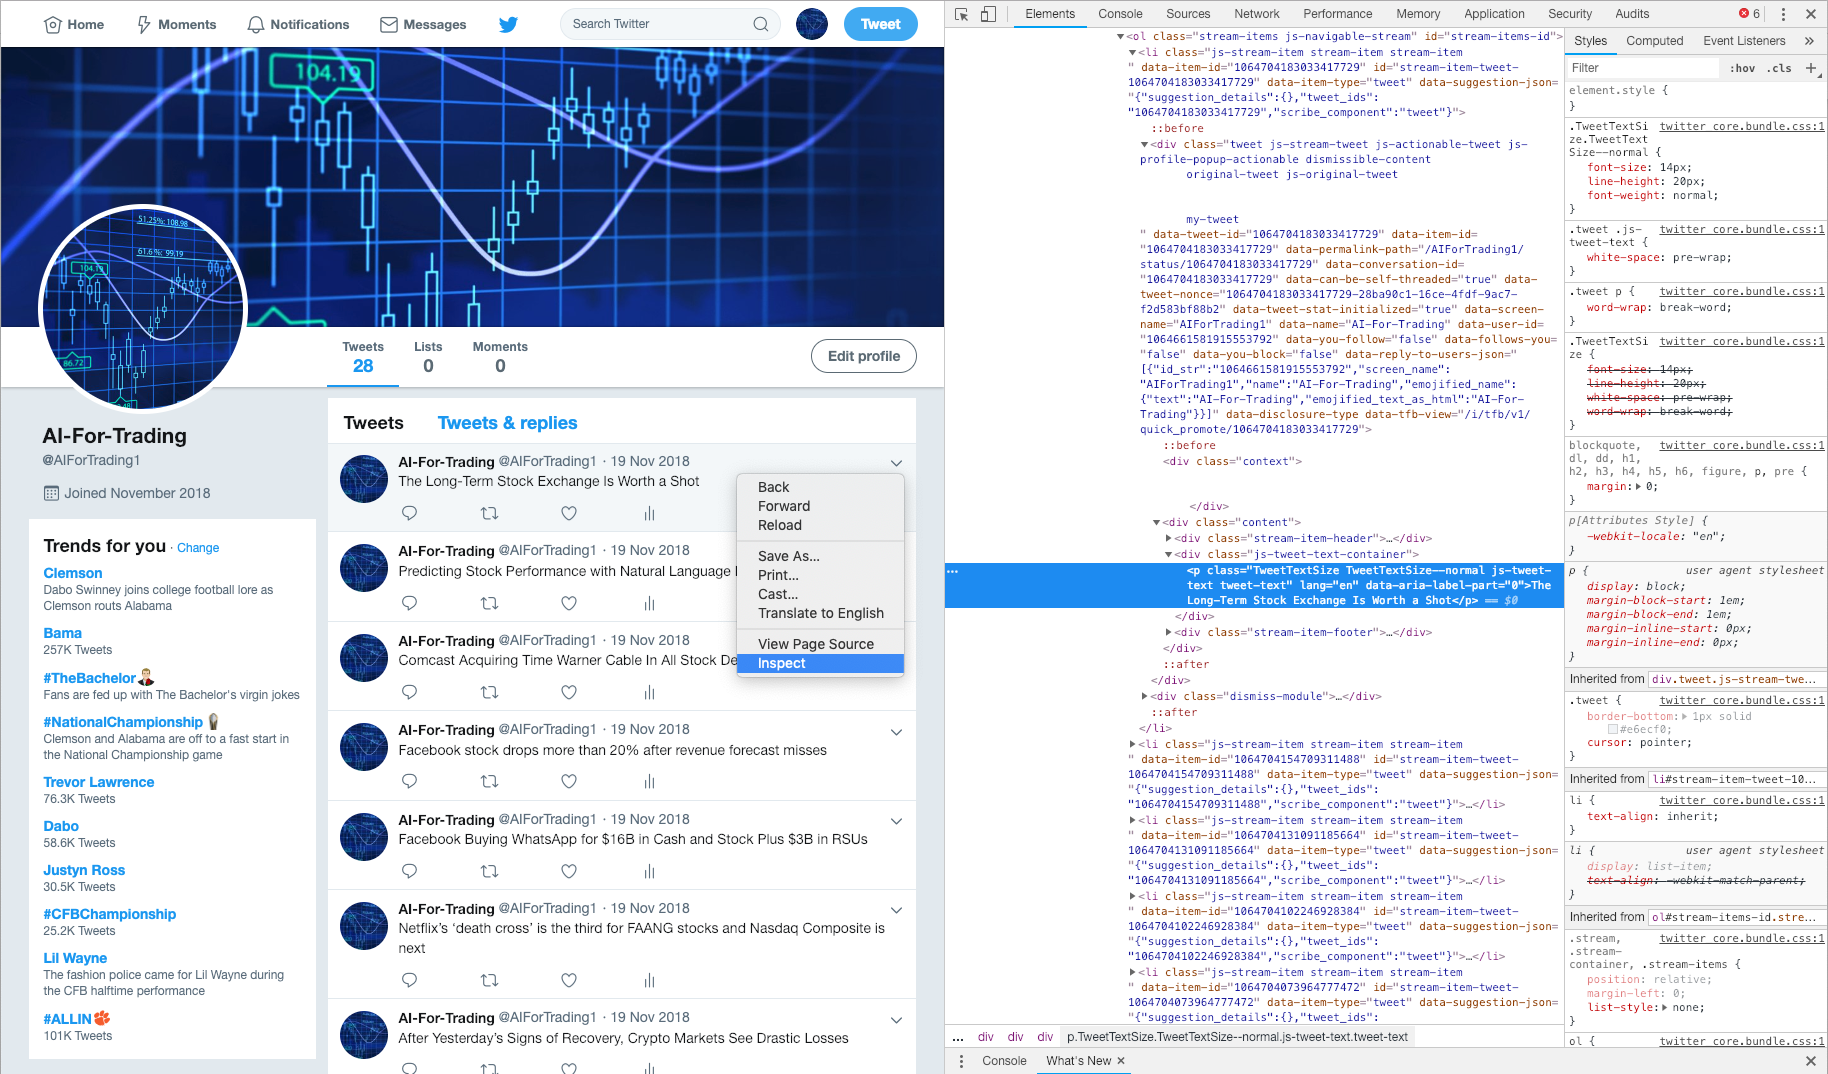 Home
Moments
Notifications
Messages
Search Twitter
Tweet
104.19
51.25%: 108.98
61.6%: 99.19
104.19
86.72
Tweets
28
Lists
0
Moments
0
Edit profile
AI-For-Trading
@AIForTrading1
Joined November 2018
Trends for you · Change
Clemson
Dabo Swinney joins college football lore as
Clemson routs Alabama
Bama
257K Tweets
#TheBachelor
Fans are fed up with The Bachelor's virgin jokes
#NationalChampionship
Clemson and Alabama are off to a fast start in
the National Championship game
Trevor Lawrence
76.3K Tweets
Dabo
58.6K Tweets
Justyn Ross
30.5K Tweets
#CFBChampionship
25.2K Tweets
Lil Wayne
The fashion police came for Lil Wayne during
the CFB halftime performance
#ALLIN
101K Tweets
Tweets
Tweets & replies
AI-For-Trading @AIForTrading1 · 19 Nov 2018
The Long-Term Stock Exchange Is Worth a Shot
AI-For-Trading @AIForTrading1 · 19 Nov 2018
Predicting Stock Performance with Natural Language
AI-For-Trading @AIForTrading1 · 19 Nov 2018
Comcast Acquiring Time Warner Cable In All Stock De
AI-For-Trading @AIForTrading1 · 19 Nov 2018
Facebook stock drops more than 20% after revenue forecast misses
AI-For-Trading @AIForTrading1 · 19 Nov 2018
Facebook Buying WhatsApp for $16B in Cash and Stock Plus $3B in RSUs
AI-For-Trading @AIForTrading1 · 19 Nov 2018
Netflix's ‘death cross’ is the third for FAANG stocks and Nasdaq Composite is
next
AI-For-Trading @AIForTrading1 · 19 Nov 2018
After Yesterday's Signs of Recovery, Crypto Markets See Drastic Losses
Back
Forward
Reload
Save As...
Print...
Cast...
Translate to English
View Page Source
Inspect
Elements
Console
Sources
Network
Performance
Memory
Application
Security
Audits
6
<ol class="stream-items js-navigable-stream" id="stream-items-id">
<li class="js-stream-item stream-item stream-item
" data-item-id="1064704183033417729" id="stream-item-tweet-
1064704183033417729" data-item-type="tweet" data-suggestion-json=
"{"suggestion_details":{},"tweet_ids":
"1064704183033417729","scribe_component":"tweet"}">
::before
<div class="tweet js-stream-tweet js-actionable-tweet js-
profile-popup-actionable dismissible-content
original-tweet js-original-tweet
my-tweet
" data-tweet-id="1064704183033417729" data-item-id=
"1064704183033417729" data-permalink-path="/AIForTrading1/
status/1064704183033417729" data-conversation-id=
"1064704183033417729" data-can-be-self-threaded="true" data-
tweet-nonce="1064704183033417729-28ba90c1-16ce-4fdf-9ac7-
f2d583bf88b2" data-tweet-stat-initialized="true" data-screen-
name="AIForTrading1" data-name="AI-For-Trading" data-user-id=
"1064661581915553792" data-you-follow="false" data-follows-you=
"false" data-you-block="false" data-reply-to-users-json="
[{"id_str":"1064661581915553792","screen_name":
"AIForTrading1","name":"AI-For-Trading","emojified_name":
{"text":"AI-For-Trading","emojified_text_as_html":"AI-For-
Trading"}}]" data-disclosure-type data-tfb-view="/i/tfb/v1/
quick_promote/1064704183033417729">
::before
<div class="context">
</div>
<div class="content">
<div class="stream-item-header">…</div>
<div class="js-tweet-text-container">
<p class="TweetTextSize TweetTextSize--normal js-tweet-
text tweet-text" lang="en" data-aria-label-part="0">The
Long-Term Stock Exchange Is Worth a Shot</p> == $0
</div>
<div class="stream-item-footer">…</div>
</div>
::after
</div>
<div class="dismiss-module">…</div>
::after
</li>
<li class="js-stream-item stream-item stream-item
" data-item-id="1064704154709311488" id="stream-item-tweet-
1064704154709311488" data-item-type="tweet" data-suggestion-json=
"{"suggestion_details":{},"tweet_ids":
"1064704154709311488","scribe_component":"tweet"}">…</li>
<li class="js-stream-item stream-item stream-item
" data-item-id="1064704131091185664" id="stream-item-tweet-
1064704131091185664" data-item-type="tweet" data-suggestion-json=
"{"suggestion_details":{},"tweet_ids":
"1064704131091185664","scribe_component":"tweet"}">…</li>
<li class="js-stream-item stream-item stream-item
" data-item-id="1064704102246928384" id="stream-item-tweet-
1064704102246928384" data-item-type="tweet" data-suggestion-json=
"{"suggestion_details":{},"tweet_ids":
"1064704102246928384","scribe_component":"tweet"}">…</li>
<li class="js-stream-item stream-item stream-item
" data-item-id="1064704073964777472" id="stream-item-tweet-
1064704073964777472" data-item-type="tweet" data-suggestion-json=
"{"suggestion_details":{},"tweet_ids":
... div div div p.TweetTextSize.TweetTextSize--normal.js-tweet-text.tweet-text
Console
What's New ×
Styles
Computed
Event Listeners
»
Filter
:hov .cls +
element.style {
}
.TweetTextSi twitter_core.bundle.css:1
ze.TweetText
Size--normal {
font-size: 14px;
line-height: 20px;
font-weight: normal;
}
.tweet .js- twitter_core.bundle.css:1
tweet-text {
white-space: pre-wrap;
}
.tweet p { twitter_core.bundle.css:1
word-wrap: break-word;
}
.TweetTextSi twitter_core.bundle.css:1
ze {
font-size: 14px;
line-height: 20px;
white-space: pre-wrap;
word-wrap: break-word;
}
blockquote, twitter_core.bundle.css:1
dl, dd, h1,
h2, h3, h4, h5, h6, figure, p, pre {
margin: 0;
}
p[Attributes Style] {
-webkit-locale: "en";
}
p { user agent stylesheet
display: block;
margin-block-start: 1em;
margin-block-end: 1em;
margin-inline-start: 0px;
margin-inline-end: 0px;
}
Inherited from div.tweet.js-stream-twe...
.tweet { twitter_core.bundle.css:1
border-bottom: 1px solid
#e6ecf0;
cursor: pointer;
}
Inherited from li#stream-item-tweet-10...
li { twitter_core.bundle.css:1
text-align: inherit;
}
li { user agent stylesheet
display: list-item;
text-align: -webkit-match-parent;
}
Inherited from ol#stream-items-id.stre...
.stream, twitter_core.bundle.css:1
.stream-
container, .stream-items {
position: relative;
margin-left: 0;
list-style: none;
}
ol { twitter_core.bundle.css:1